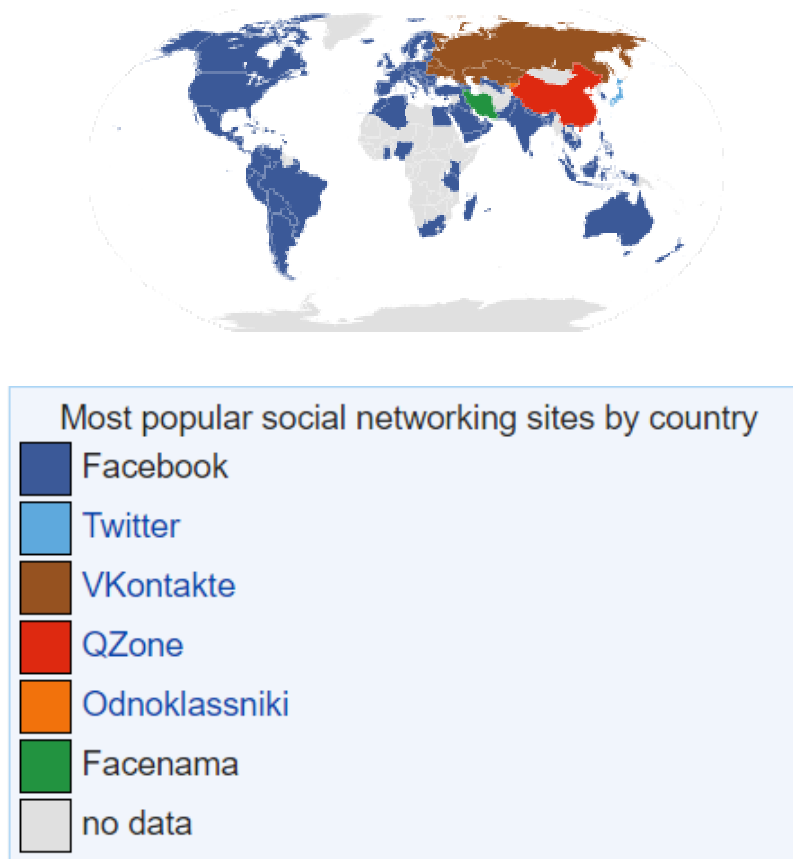 Most popular social networking sites by country
Facebook
Twitter
VKontakte
QZone
Odnoklassniki
Facenama
no data